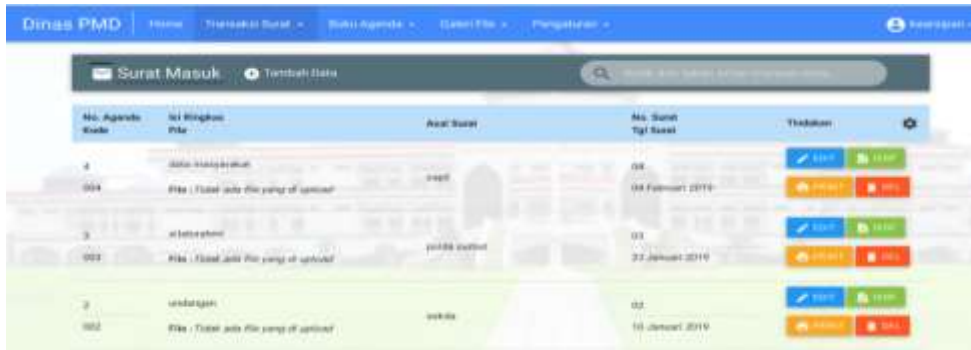 Dinas PMD Home Transaksi Surat Buku Agenda Galeri File Pengaturan
Surat Masuk Tambah Data
No. Agenda Isi Ringkas Asal Surat No. Surat Tindakan
Kode File Tgl Surat
4 data masyarakat 04 EDIT
004 File : Tidak ada file yang di upload 04 Februari 2019 PRINT DEL
3 silaturahmi 03 EDIT
003 File : Tidak ada file yang di upload 23 Januari 2019 PRINT DEL
2 undangan 02 EDIT
002 File : Tidak ada file yang di upload 10 Januari 2019 PRINT DEL